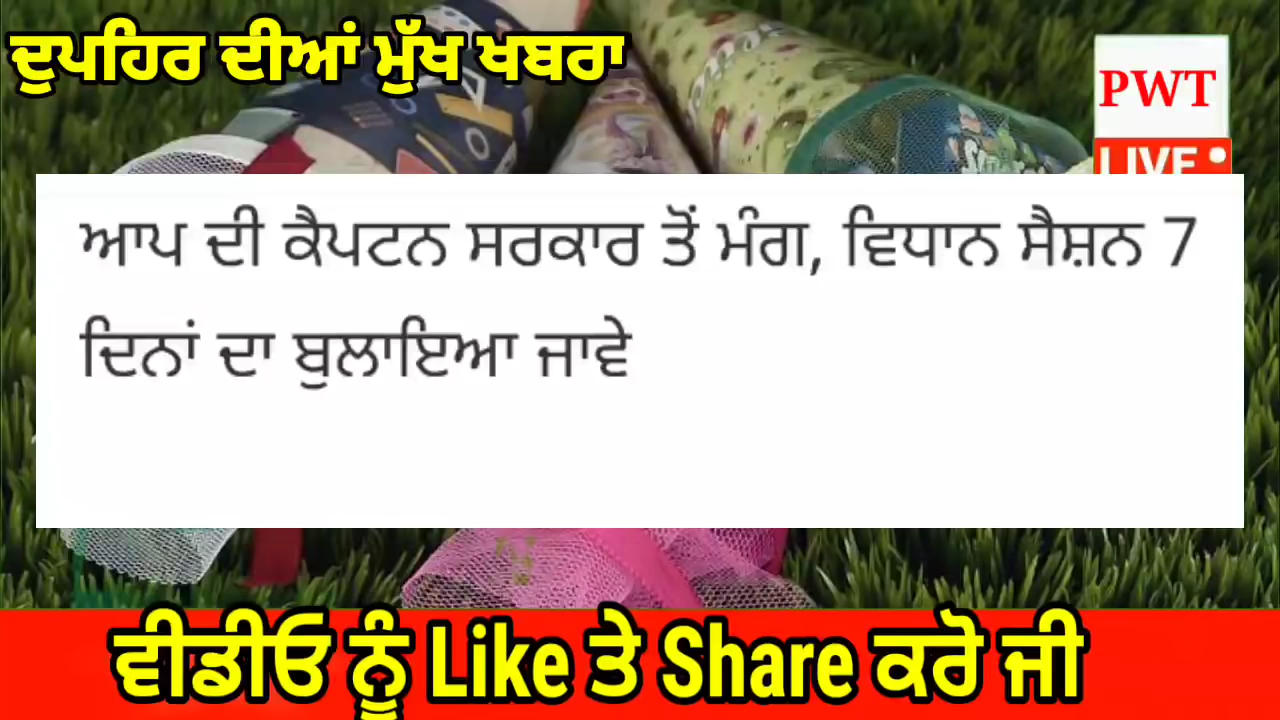 ਦੁਪਹਿਰ ਦੀਆਂ ਮੁੱਖ ਖਬਰਾ
PWT
LIVE
ਆਪ ਦੀ ਕੈਪਟਨ ਸਰਕਾਰ ਤੋਂ ਮੰਗ, ਵਿਧਾਨ ਸੈਸ਼ਨ 7
ਦਿਨਾਂ ਦਾ ਬੁਲਾਇਆ ਜਾਵੇ
ਵੀਡੀਓ ਨੂੰ Like ਤੇ Share ਕਰੋ ਜੀ